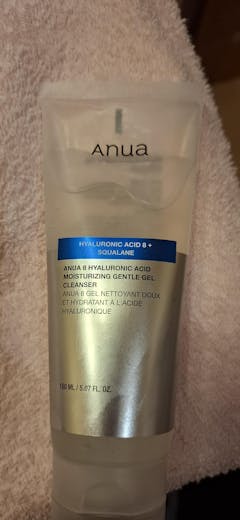 Anua
HYALURONIC ACID 8 +
SQUALANE
ANUA 8 HYALURONIC ACID
MOISTURIZING GENTLE GEL
CLEANSER
ANUA 8 GEL NETTOYANT DOUX
ET HYDRATANT À L'ACIDE
HYALURONIQUE
150 ML / 5.07 FL. OZ.